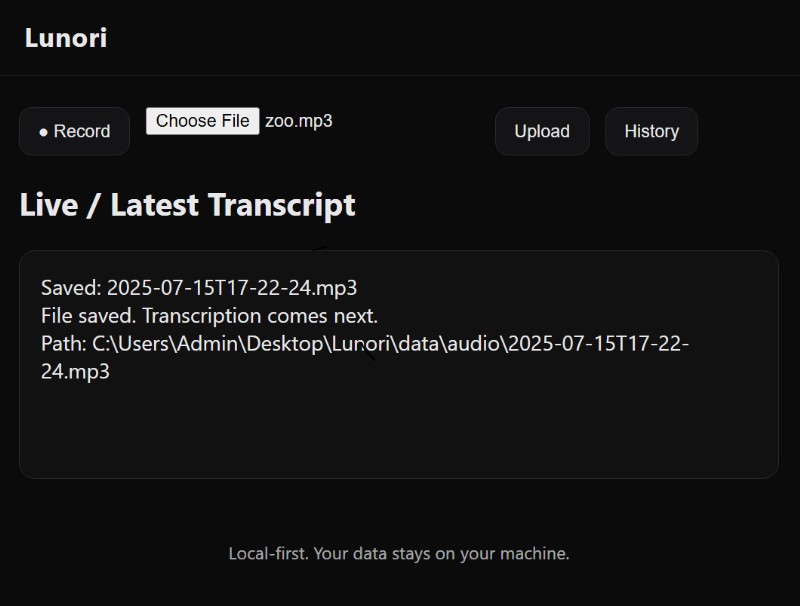 Lunori
● Record
Choose File zoo.mp3
Upload
History
Live / Latest Transcript
Saved: 2025-07-15T17-22-24.mp3
File saved. Transcription comes next.
Path: C:\Users\Admin\Desktop\Lunori\data\audio\2025-07-15T17-22-
24.mp3
Local-first. Your data stays on your machine.